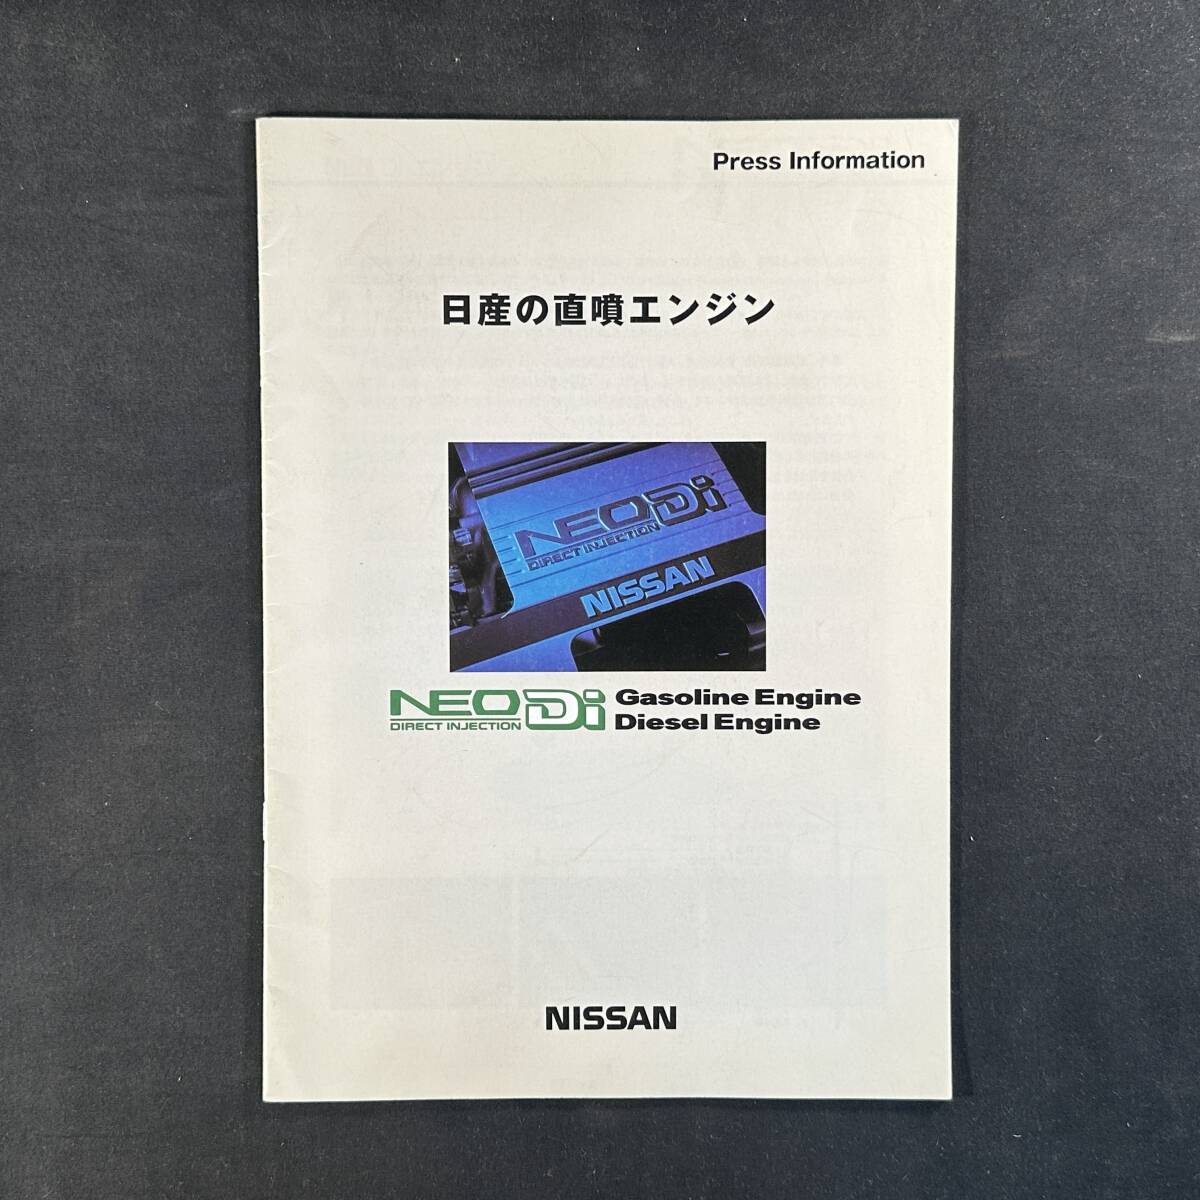 Press Information
日産の直噴エンジン
NEO Di
DIRECT INJECTION
NISSAN
NEO Di Gasoline Engine
DIRECT INJECTION Diesel Engine
NISSAN